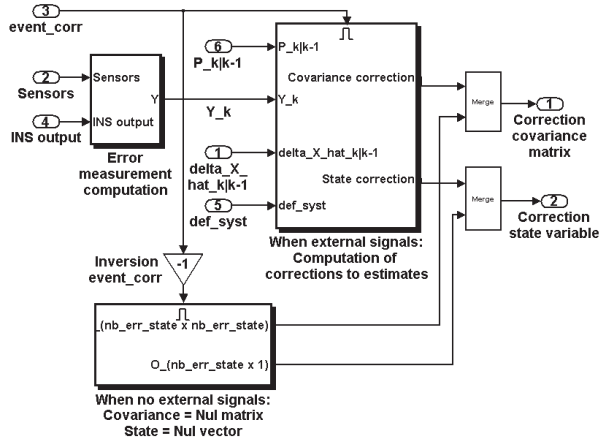 3
event_corr
6
P_k|k-1
P_k|k-1
2
Sensors
Sensors
Y
4
INS output
INS output
Error
measurement
computation
Y_k
Y_k
Covariance correction
1
delta_X_
hat_k|k-1
delta_X_hat_k|k-1
State correction
5
def_syst
def_syst
When external signals:
Computation of
corrections to estimates
Merge
1
Correction
covariance
matrix
Merge
2
Correction
state variable
Inversion
event_corr
-1
_(nb_err_state x nb_err_state)
O_(nb_err_state x 1)
When no external signals:
Covariance = Nul matrix
State = Nul vector